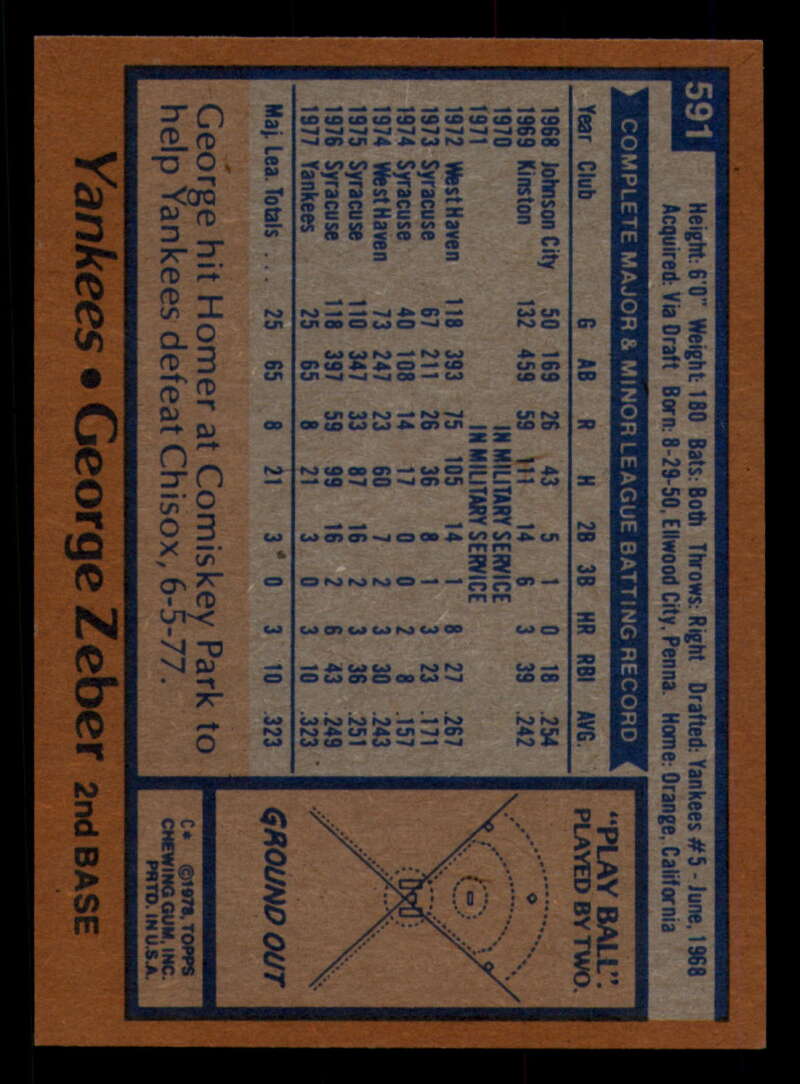 591
Height: 6'0" Weight: 180 Bats: Both Throws: Right Drafted: Yankees #5 - June, 1968
Acquired: Via Draft Born: 8-29-50, Ellwood City, Penna. Home: Orange, California
COMPLETE MAJOR & MINOR LEAGUE BATTING RECORD
Year Club G AB R H 2B 3B HR RBI AVG.
1968 Johnson City 50 169 26 43 5 1 0 18 .254
1969 Kinston 132 459 59 111 14 6 3 39 .242
1970 IN MILITARY SERVICE
1971 IN MILITARY SERVICE
1972 West Haven 118 393 75 105 14 1 8 27 .267
1973 Syracuse 67 211 26 36 8 1 3 23 .171
1974 Syracuse 40 108 14 17 0 0 2 8 .157
1974 West Haven 73 247 23 60 7 2 3 30 .243
1975 Syracuse 110 347 33 87 16 2 3 36 .251
1976 Syracuse 118 397 59 99 16 2 6 43 .249
1977 Yankees 25 65 8 21 3 0 3 10 .323
Maj. Lea. Totals ... 25 65 8 21 3 0 3 10 .323
George hit Homer at Comiskey Park to
help Yankees defeat Chisox, 6-5-77.
"PLAY BALL".
PLAYED BY TWO.
GROUND OUT
C* ©1978, TOPPS
CHEWING GUM, INC.
PRTD. IN U.S.A.
Yankees • George Zeber 2nd BASE